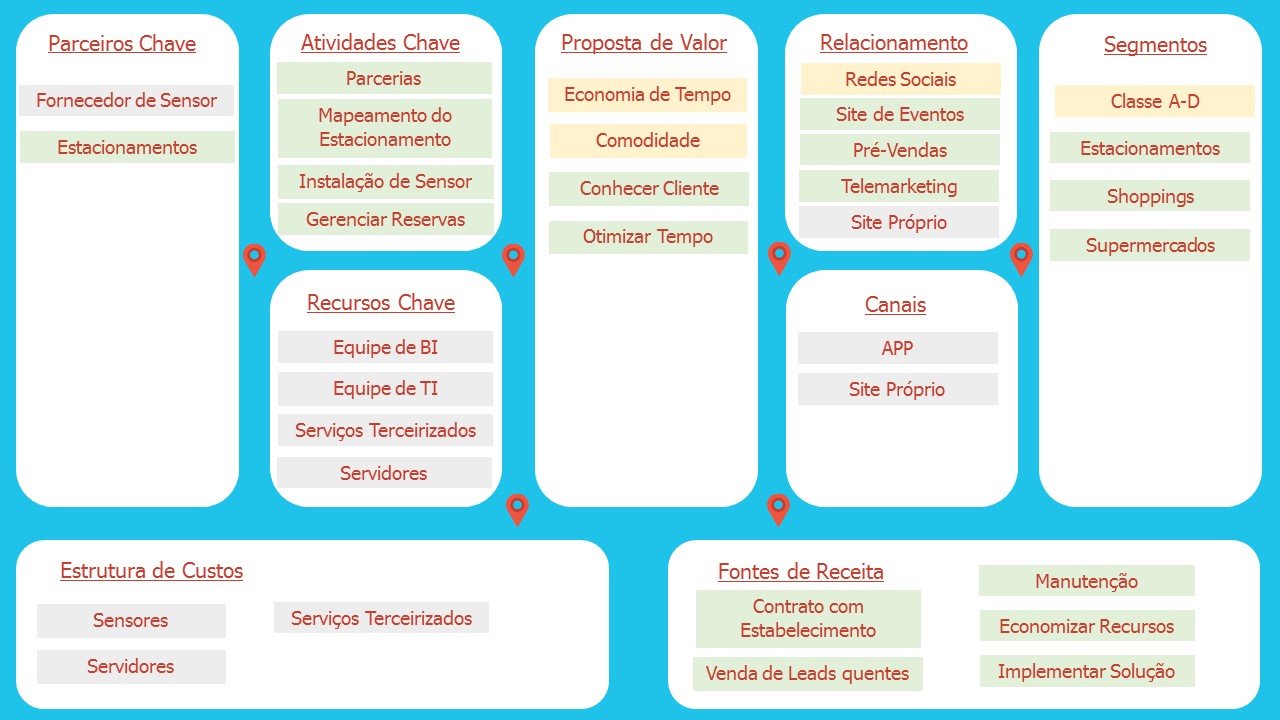 Parceiros Chave
Fornecedor de Sensor
Estacionamentos
Atividades Chave
Parcerias
Mapeamento do
Estacionamento
Instalação de Sensor
Gerenciar Reservas
Recursos Chave
Equipe de BI
Equipe de TI
Serviços Terceirizados
Servidores
Proposta de Valor
Economia de Tempo
Comodidade
Conhecer Cliente
Otimizar Tempo
Relacionamento
Redes Sociais
Site de Eventos
Pré-Vendas
Telemarketing
Site Próprio
Canais
APP
Site Próprio
Segmentos
Classe A-D
Estacionamentos
Shoppings
Supermercados
Estrutura de Custos
Sensores
Servidores
Serviços Terceirizados
Fontes de Receita
Contrato com
Estabelecimento
Venda de Leads quentes
Manutenção
Economizar Recursos
Implementar Solução